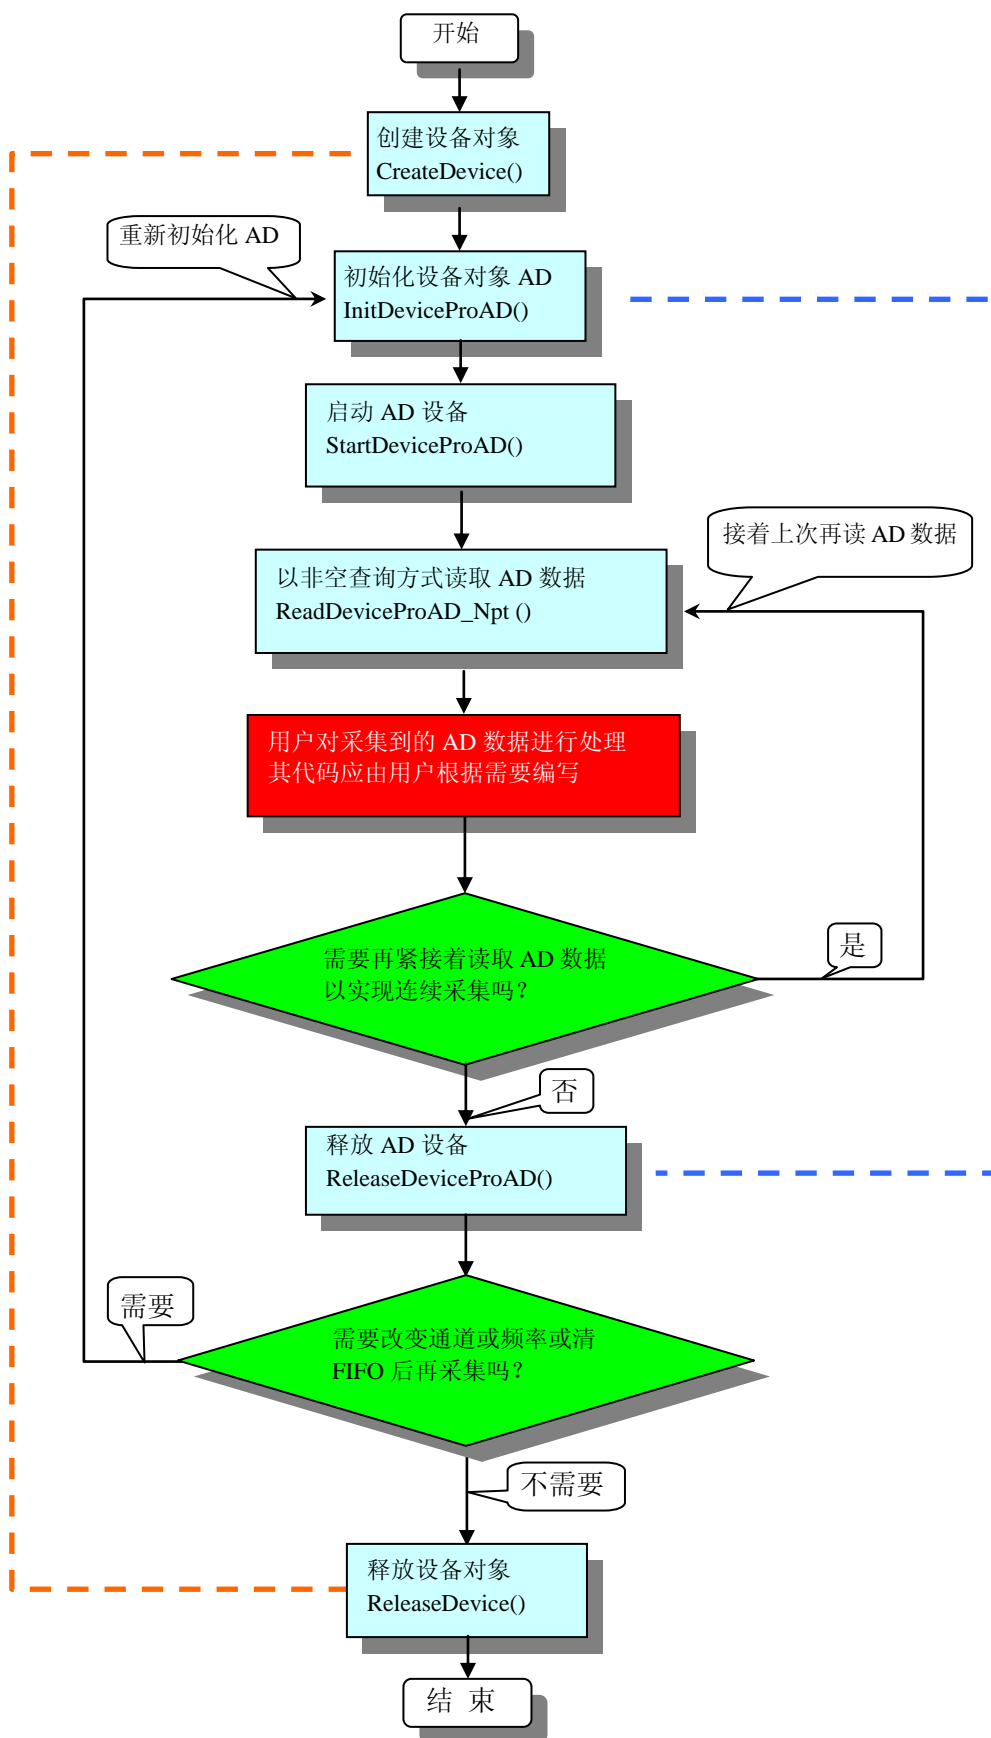 开始
创建设备对象
CreateDevice()
重新初始化 AD
初始化设备对象 AD
InitDeviceProAD()
启动 AD 设备
StartDeviceProAD()
接着上次再读 AD 数据
以非空查询方式读取 AD 数据
ReadDeviceProAD_Npt ()
用户对采集到的 AD 数据进行处理
其代码应由用户根据需要编写
需要再紧接着读取 AD 数据
以实现连续采集吗？
是
否
释放 AD 设备
ReleaseDeviceProAD()
需要
需要改变通道或频率或清
FIFO 后再采集吗？
不需要
释放设备对象
ReleaseDevice()
结 束